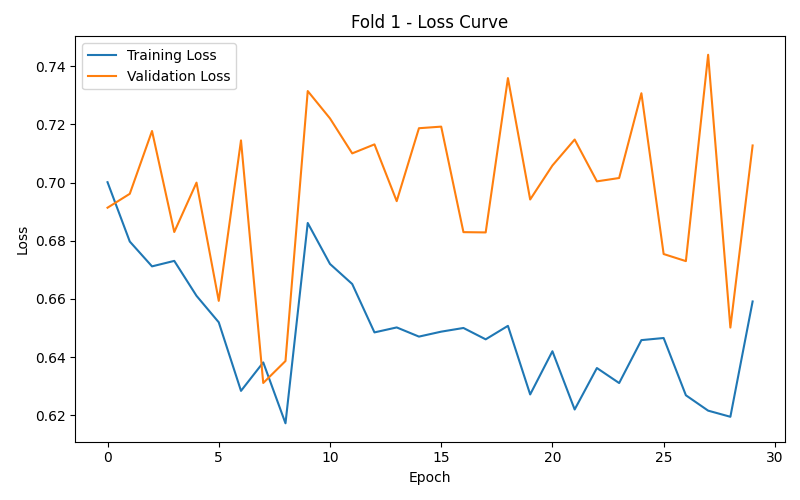 Fold 1 - Loss Curve
Training Loss
Validation Loss
0.74
0.72
0.70
0.68
0.66
0.64
0.62
Loss
0 5 10 15 20 25 30
Epoch